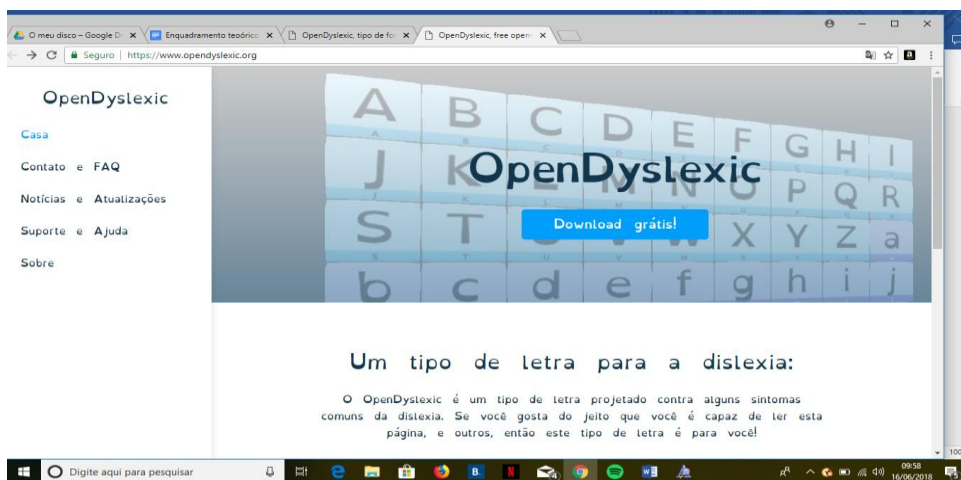 O meu disco – Google D
Enquadramento teóric
OpenDyslexic, tipo de fo
OpenDyslexic, free open-
Seguro | https://www.opendyslexic.org
OpenDyslexic
Casa
Contato e FAQ
Notícias e Atualizações
Suporte e Ajuda
Sobre
A B C D E F G H I
J K L M N O P Q R
S T U V W X Y Z a
b c d e f g h i j
OpenDyslexic
Download grátis!
Um tipo de letra para a dislexia:
O OpenDyslexic é um tipo de letra projetado contra alguns sintomas
comuns da dislexia. Se você gosta do jeito que você é capaz de ler esta
página, e outros, então este tipo de letra é para você!
100
Digite aqui para pesquisar
09:58
16/06/2018